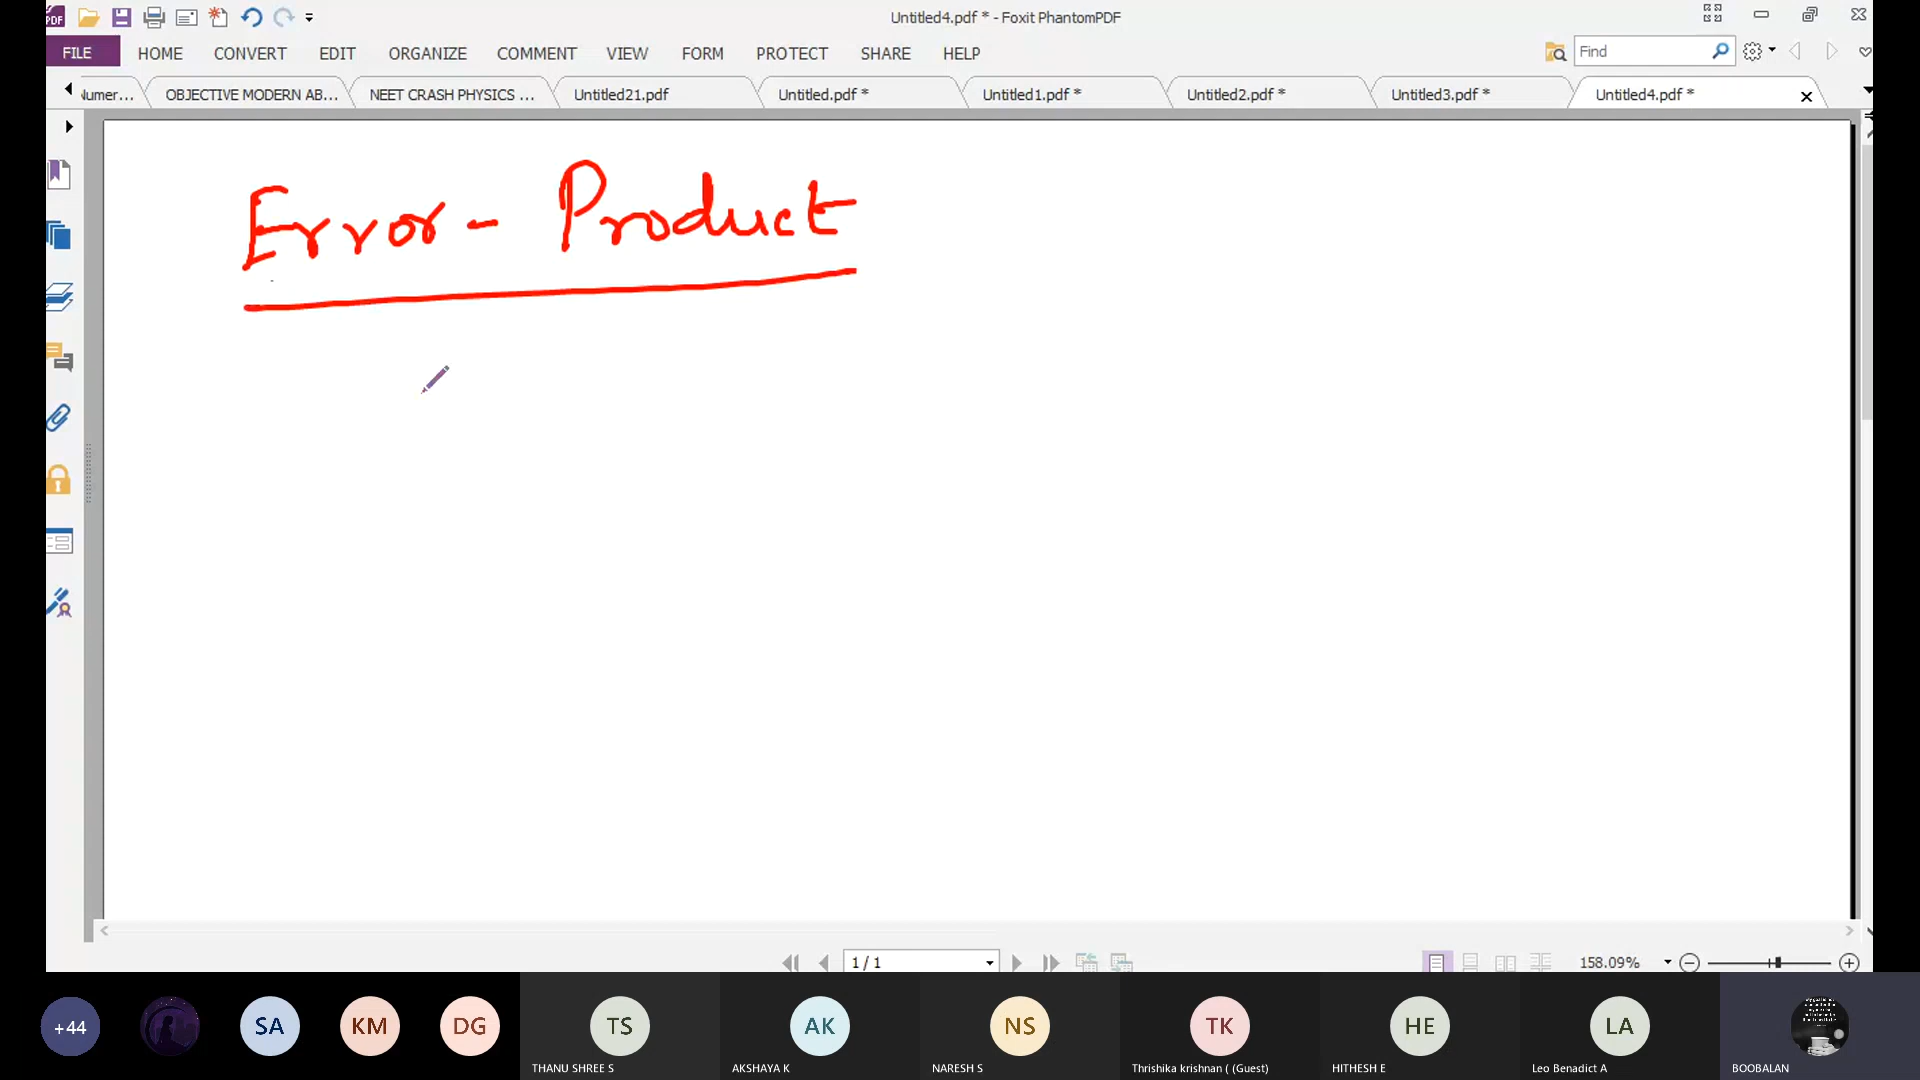 PDF
Untitled4.pdf * - Foxit PhantomPDF
FILE HOME CONVERT EDIT ORGANIZE COMMENT VIEW FORM PROTECT SHARE HELP
Find
Numer... OBJECTIVE MODERN AB... NEET CRASH PHYSICS ... Untitled21.pdf Untitled.pdf * Untitled1.pdf * Untitled2.pdf * Untitled3.pdf * Untitled4.pdf *
Error - Product
1 / 1
158.09%
+44 SA KM DG TS AK NS TK HE LA
THANU SHREE S AKSHAYA K NARESH S Thrishika krishnan ( (Guest) HITHESH E Leo Benadict A BOOBALAN